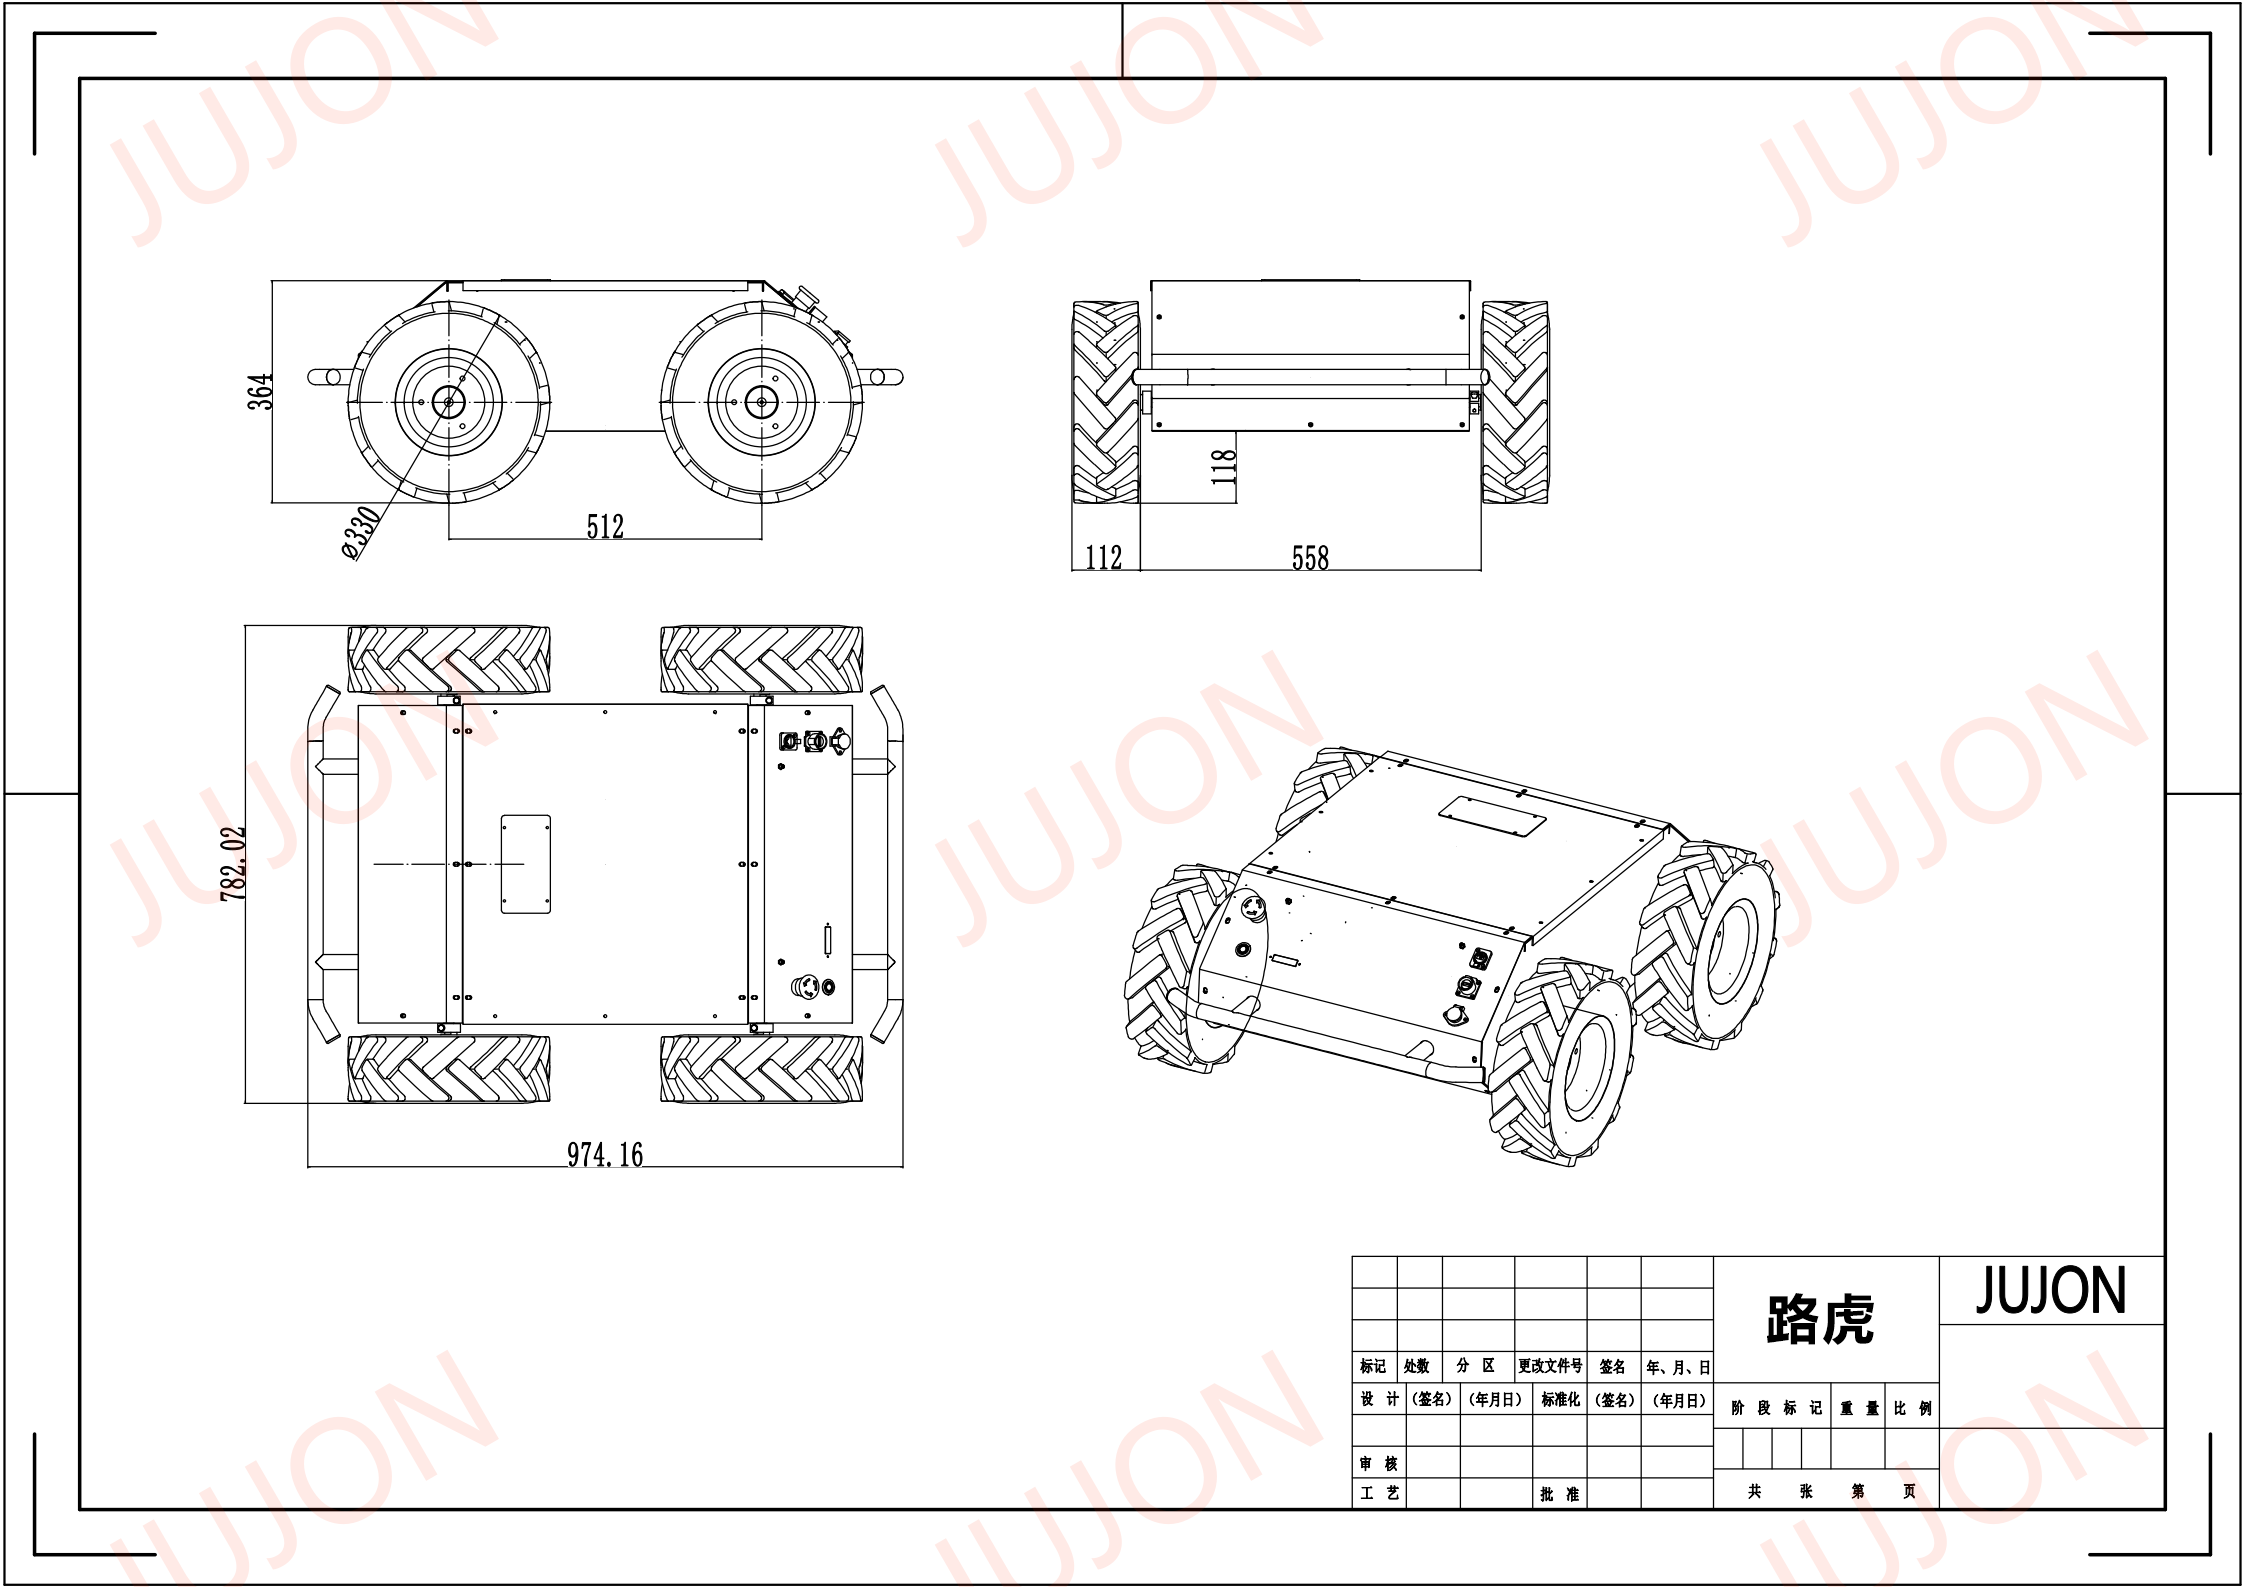 JUJON
JUJON
JUJON
364
ø330
512
118
112
558
JUJON
JUJON
JUJON
782.02
974.16
路虎
JUJON
标记 处数 分 区 更改文件号 签名 年、月、日
设 计 (签名) (年月日) 标准化 (签名) (年月日)
阶 段 标 记 重 量 比 例
审 核
工 艺 批 准
共 张 第 页
JUJON
JUJON
JUJON